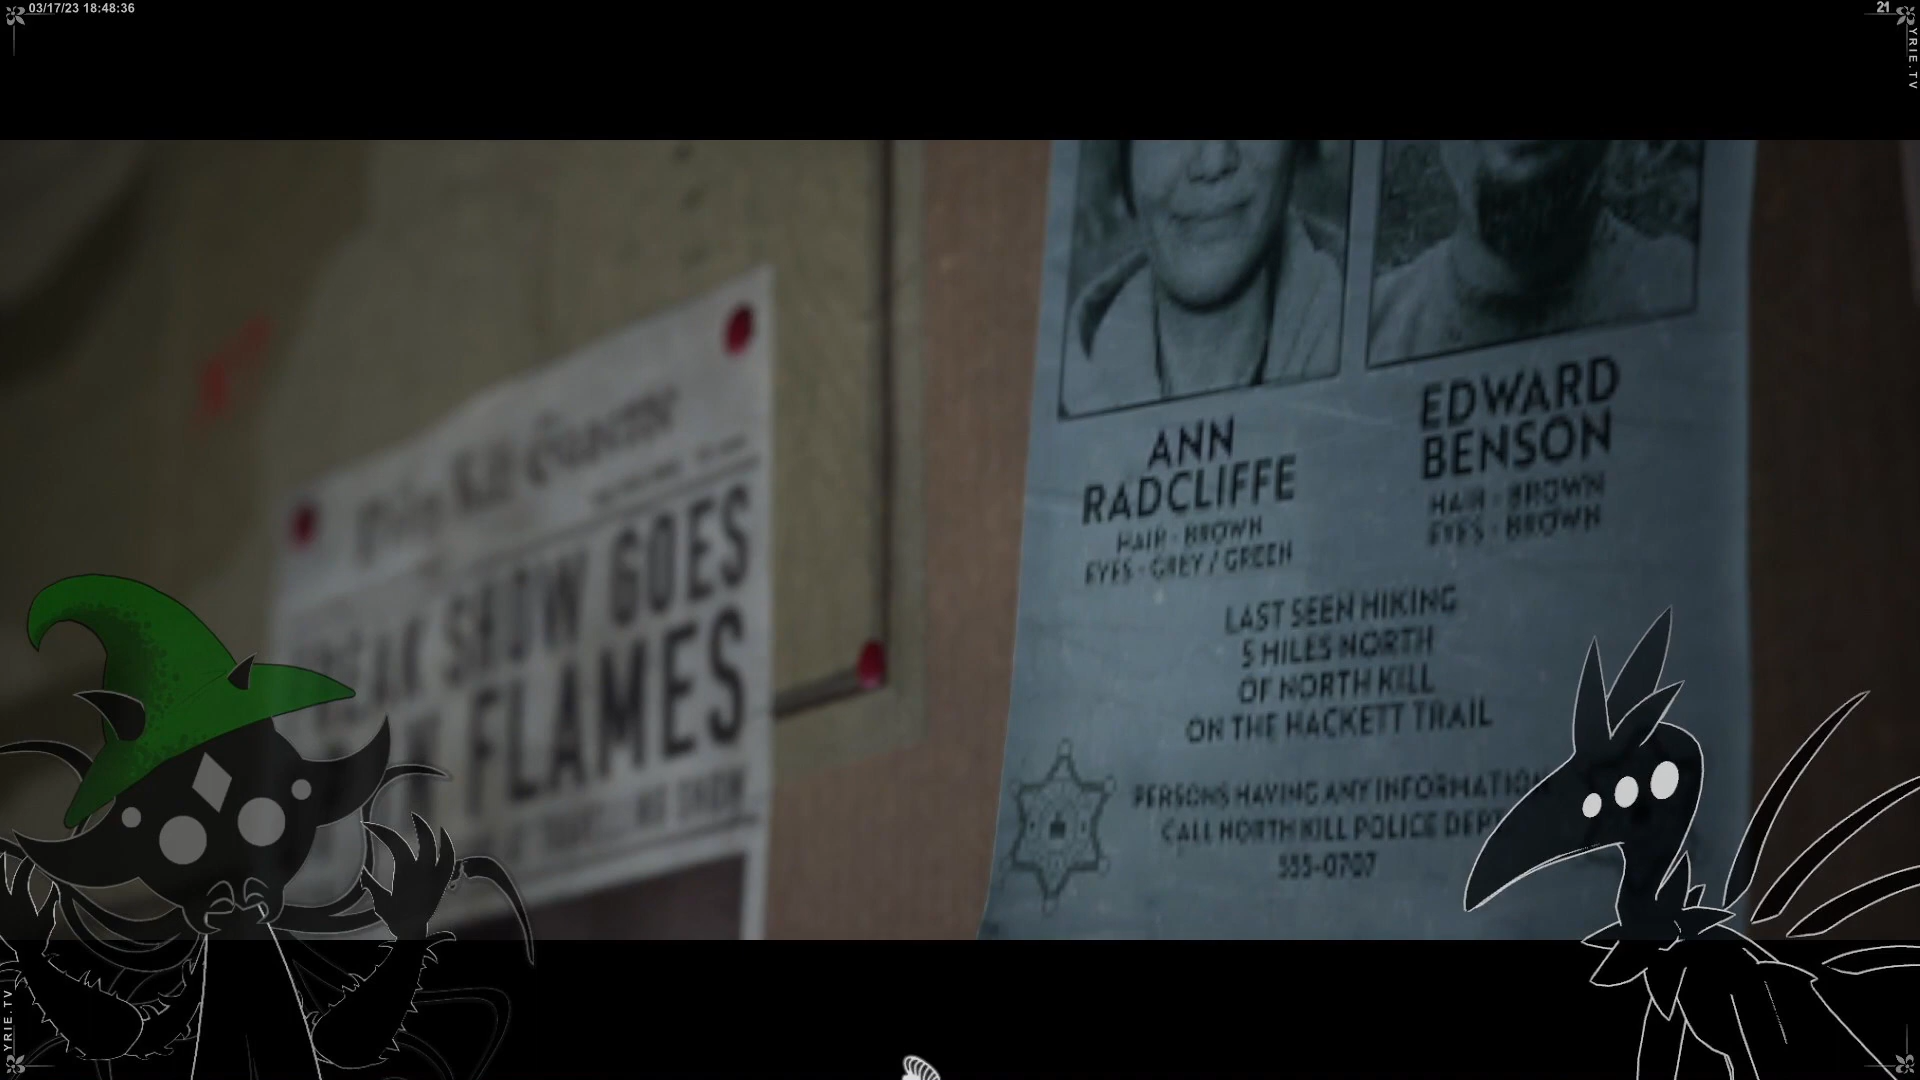 03/17/23 18:48:36
21
YRIE.TV
SHOW GOES
FLAMES
ANN
RADCLIFFE
HAIR - BROWN
EYES - GREY / GREEN
EDWARD
BENSON
HAIR - BROWN
EYES - BROWN
LAST SEEN HIKING
5 MILES NORTH
OF NORTH KILL
ON THE HACKETT TRAIL
PERSONS HAVING ANY INFORMATION
CALL NORTH KILL POLICE DEPT
555-0707
YRIE.TV